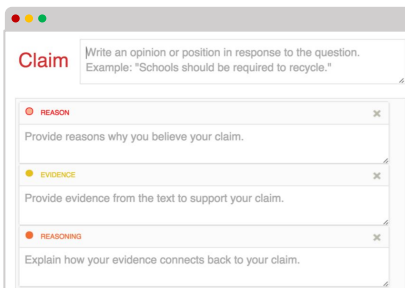 Claim
Write an opinion or position in response to the question.
Example: "Schools should be required to recycle."
REASON
Provide reasons why you believe your claim.
EVIDENCE
Provide evidence from the text to support your claim.
REASONING
Explain how your evidence connects back to your claim.